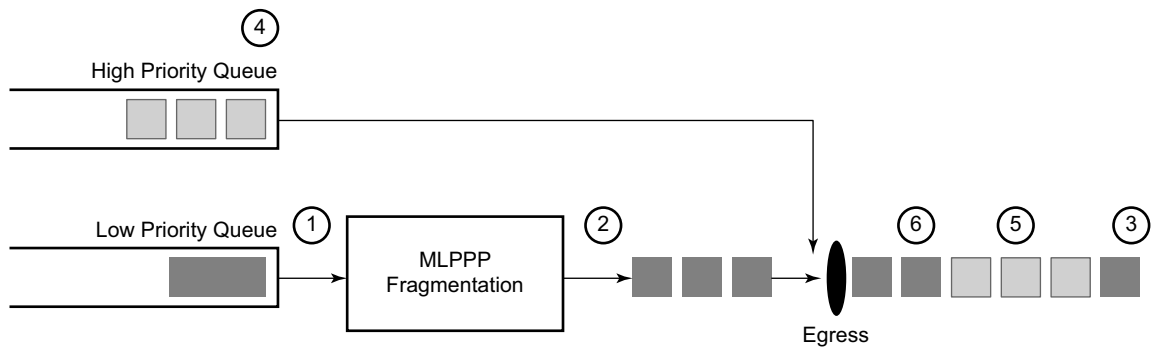 4
High Priority Queue
Low Priority Queue
1
2
6
5
3
MLPPP
Fragmentation
Egress